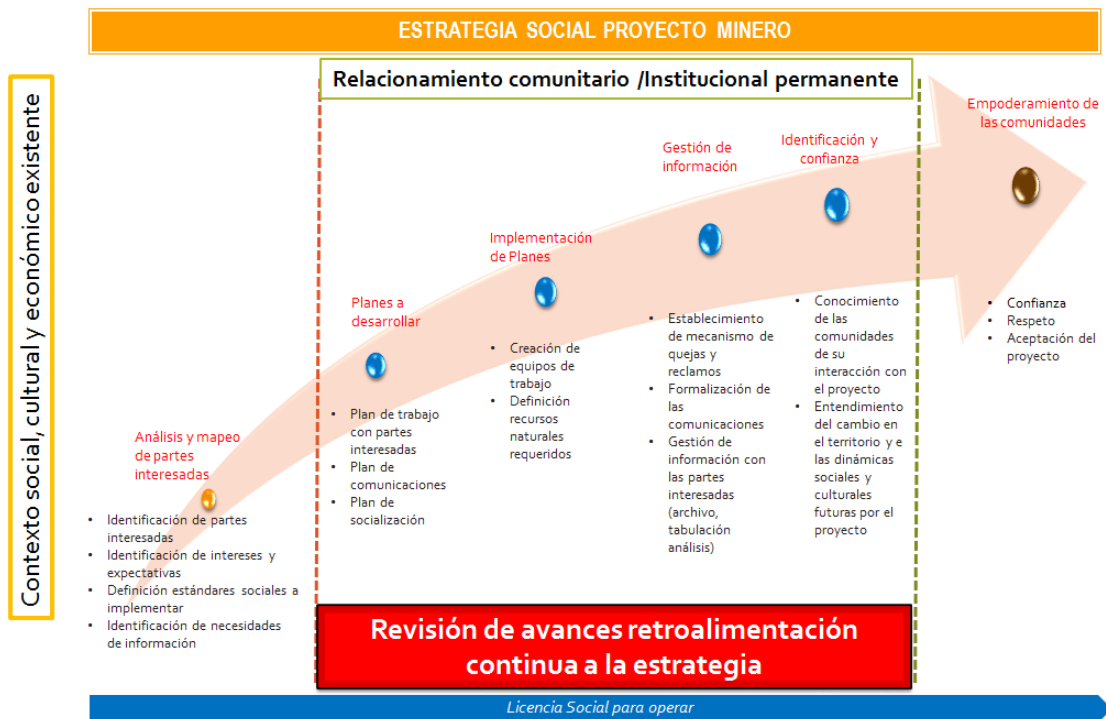 ESTRATEGIA SOCIAL PROYECTO MINERO
Contexto social, cultural y económico existente
Relacionamiento comunitario /Institucional permanente
Análisis y mapeo
de partes
interesadas
• Identificación de partes
interesadas
• Identificación de intereses y
expectativas
• Definición estándares sociales a
implementar
• Identificación de necesidades
de información
Planes a
desarrollar
• Plan de trabajo
con partes
interesadas
• Plan de
comunicaciones
• Plan de
socialización
Implementación
de Planes
• Creación de
equipos de
trabajo
• Definición
recursos
naturales
requeridos
Gestión de
información
• Establecimiento
de mecanismo de
quejas y
reclamos
• Formalización de
las
comunicaciones
• Gestión de
información con
las partes
interesadas
(archivo,
tabulación
análisis)
Identificación y
confianza
• Conocimiento
de las
comunidades
de su
interacción con
el proyecto
• Entendimiento
del cambio en
el territorio y e
las dinámicas
sociales y
culturales
futuras por el
proyecto
Empoderamiento de
las comunidades
• Confianza
• Respeto
• Aceptación del
proyecto
Revisión de avances retroalimentación
continua a la estrategia
Licencia Social para operar